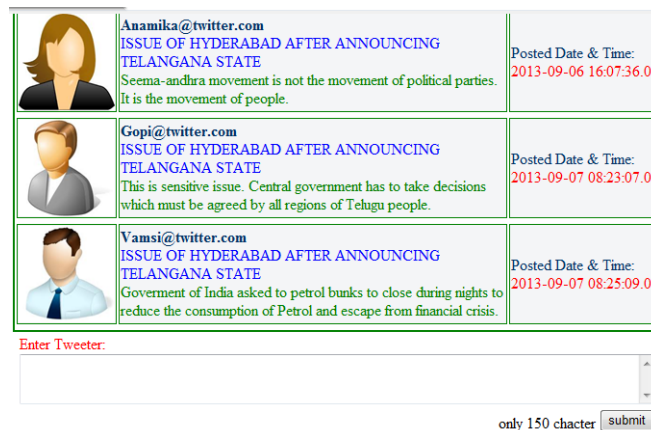 Anamika@twitter.com
ISSUE OF HYDERABAD AFTER ANNOUNCING
TELANGANA STATE
Seema-andhra movement is not the movement of political parties.
It is the movement of people.
Posted Date & Time:
2013-09-06 16:07:36.0
Gopi@twitter.com
ISSUE OF HYDERABAD AFTER ANNOUNCING
TELANGANA STATE
This is sensitive issue. Central government has to take decisions
which must be agreed by all regions of Telugu people.
Posted Date & Time:
2013-09-07 08:23:07.0
Vamsi@twitter.com
ISSUE OF HYDERABAD AFTER ANNOUNCING
TELANGANA STATE
Goverment of India asked to petrol bunks to close during nights to
reduce the consumption of Petrol and escape from financial crisis.
Posted Date & Time:
2013-09-07 08:25:09.0
Enter Tweeter:
only 150 chacter submit